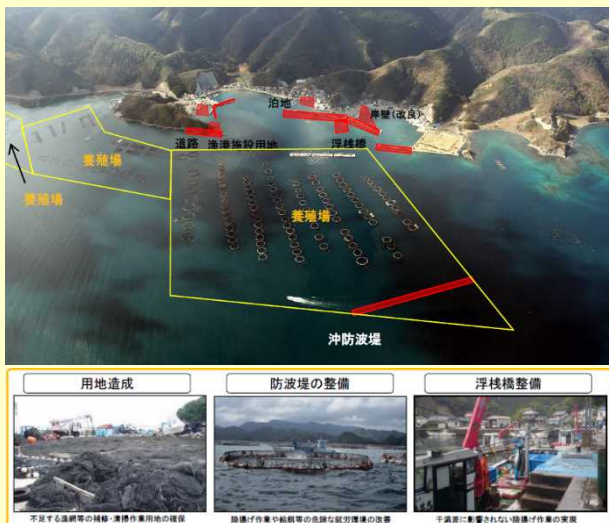 泊地
岸壁(改良)
道路
漁港施設用地
浮桟橋
養殖場
養殖場
養殖場
沖防波堤
用地造成
防波堤の整備
浮桟橋整備
不足する漁網等の補修・清掃作業用地の確保
陸揚げ作業や給餌等の危険な就労環境の改善
干満差に影響されない陸揚げ作業の実現